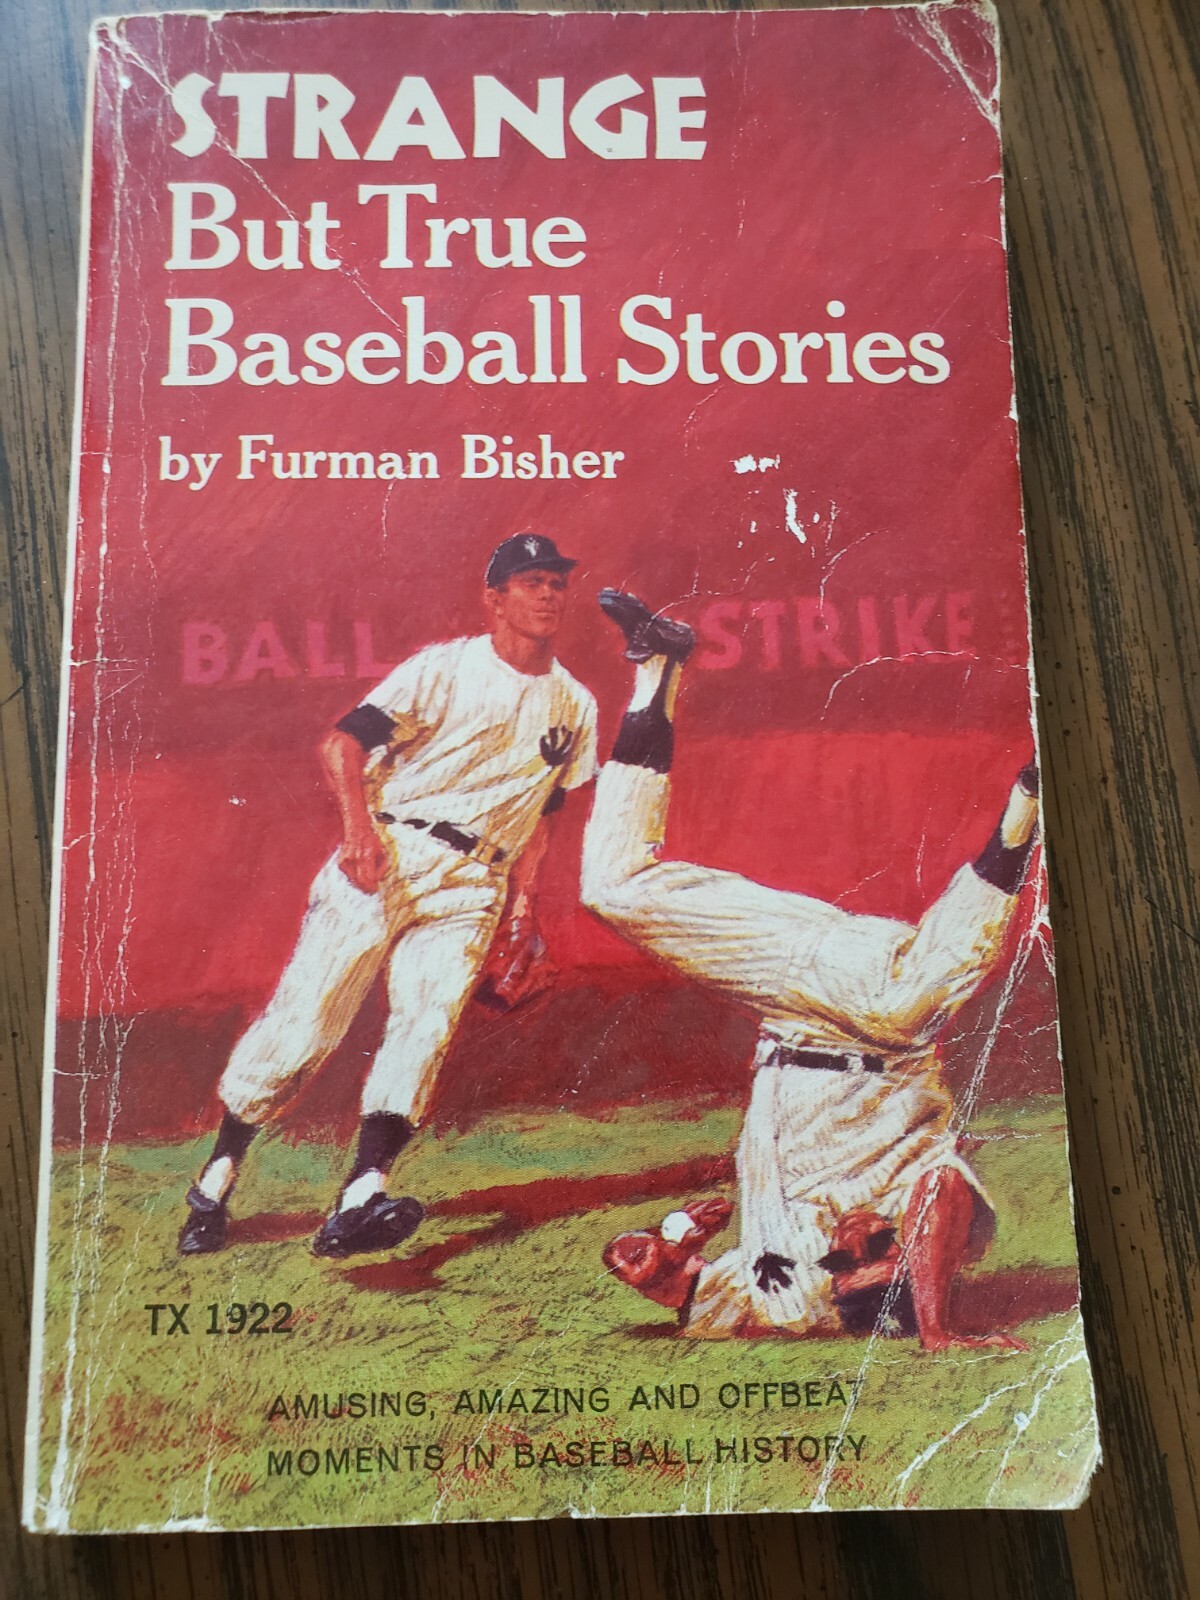 STRANGE
But True
Baseball Stories
by Furman Bisher
BALL STRIKE
TX 1922
AMUSING, AMAZING AND OFFBEAT
MOMENTS IN BASEBALL HISTORY